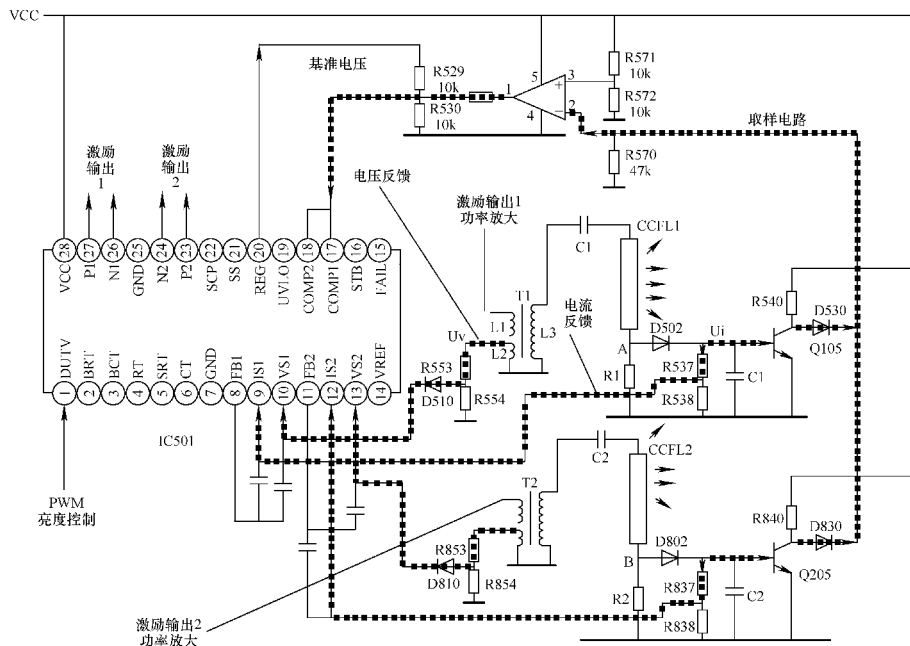 VCC
基准电压
R529
10k
R530
10k
1
5
4
3
2
+
−
R571
10k
R572
10k
取样电路
R570
47k
激励
输出
1
激励
输出
2
电压反馈
激励输出1
功率放大
28
27
26
25
24
23
22
21
20
19
18
17
16
15
VCC
P1
N1
GND
N2
P2
SCP
SS
REG
UVLO
COMP2
COMP1
STB
FAIL
DUTV
BRT
BCT
RT
SRT
CT
GND
FB1
IS1
VS1
FB2
IS2
VS2
VREF
1
2
3
4
5
6
7
8
9
10
11
12
13
14
IC501
PWM
亮度控制
C1
CCFL1
T1
L1
L2
L3
电流
反馈
Uv
R553
D510
R554
A
D502
Ui
R1
R537
R538
C1
R540
D530
Q105
C2
CCFL2
T2
R853
D810
R854
B
D802
R2
R837
R838
C2
R840
D830
Q205
激励输出2
功率放大